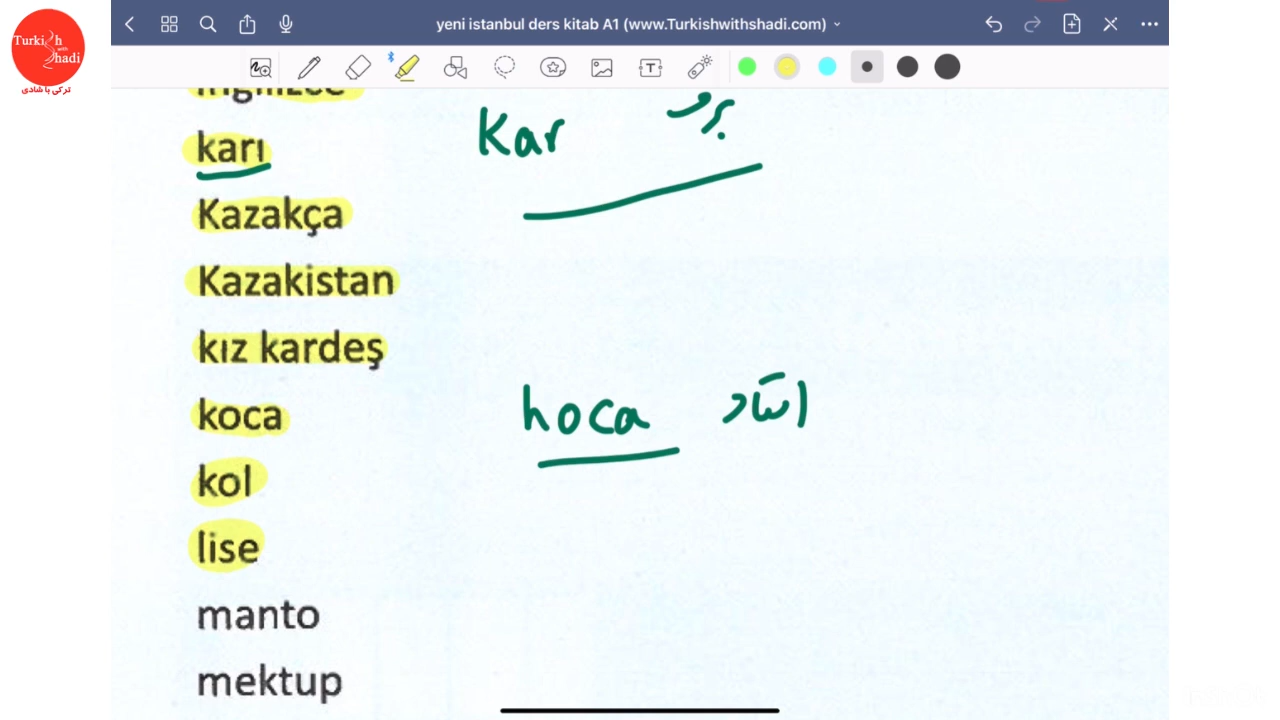 yeni istanbul ders kitab A1 (www.Turkishwithshadi.com)
Turkish
with
Shadi
ترکی با شادی
T
ingilizce
karı
Kar برف
Kazakça
Kazakistan
kız kardeş
koca
hoca استاد
kol
lise
manto
mektup